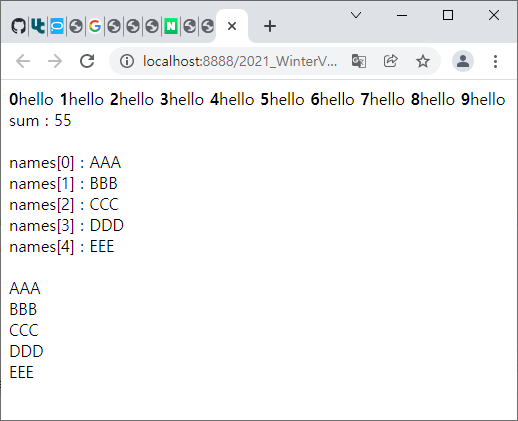 localhost:8888/2021_WinterV...
0hello 1hello 2hello 3hello 4hello 5hello 6hello 7hello 8hello 9hello
sum : 55
names[0] : AAA
names[1] : BBB
names[2] : CCC
names[3] : DDD
names[4] : EEE
AAA
BBB
CCC
DDD
EEE